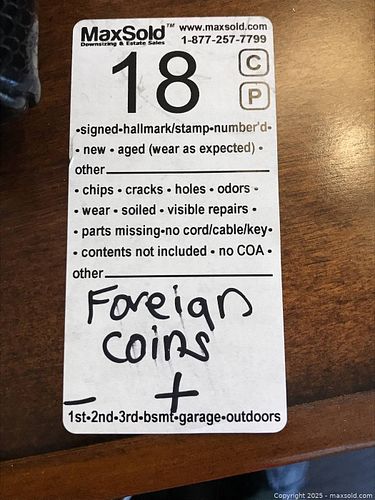 MaxSold™ www.maxsold.com
Downsizing & Estate Sales 1-877-257-7799
18 C
P
•signed•hallmark/stamp•number'd•
• new • aged (wear as expected) •
other
• chips • cracks • holes • odors •
• wear • soiled • visible repairs •
• parts missing•no cord/cable/key•
• contents not included • no COA •
other
Foreign
coins
– +
1st•2nd•3rd•bsmt•garage•outdoors
Copyright 2025 - maxsold.com